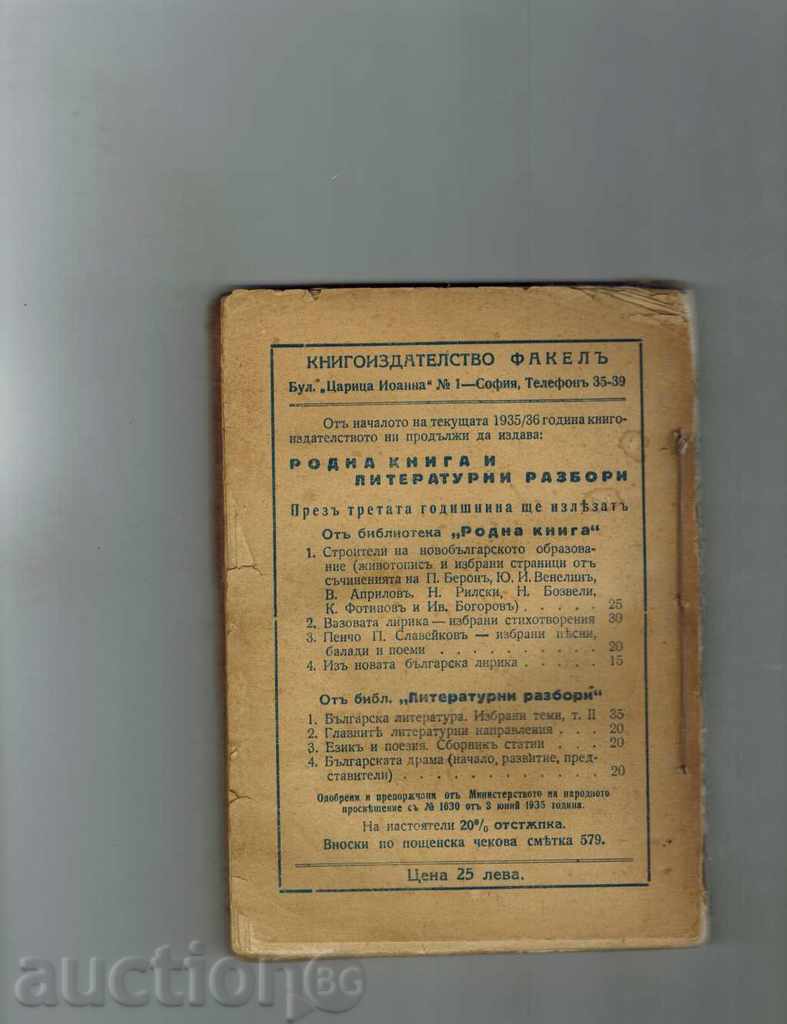 КНИГОИЗДАТЕЛСТВО ФАКЕЛЪ
Бул. „Царица Иоанна“ № 1—София, Телефонъ 35-39
Отъ началото на текущата 1935/36 година книго-
издателството ни продължи да издава:
РОДНА КНИГА И
ЛИТЕРАТУРНИ РАЗБОРИ
Презъ третата годишнина ще излѣзатъ
Отъ библиотека „Родна книга“
1. Строители на новобългарското образова-
ние (животописъ и избрани страници отъ
съчиненията на П. Беронъ, Ю. И. Венелинъ,
В. Априловъ, Н. Рилски, Н. Бозвели,
К. Фотиновъ и Ив. Богоровъ) . . . . . 25
2. Вазовата лирика — избрани стихотворения 30
3. Пенчо П. Славейковъ — избрани пѣсни,
балади и поеми . . . . . . . . . . 20
4. Изъ новата българска лирика . . . . . 15
Отъ библ. „Литературни разбори“
1. Българска литература. Избрани теми, т. II 35
2. Главнитѣ литературни направления . . . 20
3. Езикъ и поезия. Сборникъ статии . . . 20
4. Българската драма (начало, развитие, пред-
ставители) . . . . . . . . . . . . 20
Одобрени и препорѫчани отъ Министерството на народното
просвѣщение съ № 1630 отъ 3 юний 1935 година.
На настоятели 20% отстѫпка.
Вноски по пощенска чекова смѣтка 579.
Цена 25 лева.
auctionBG